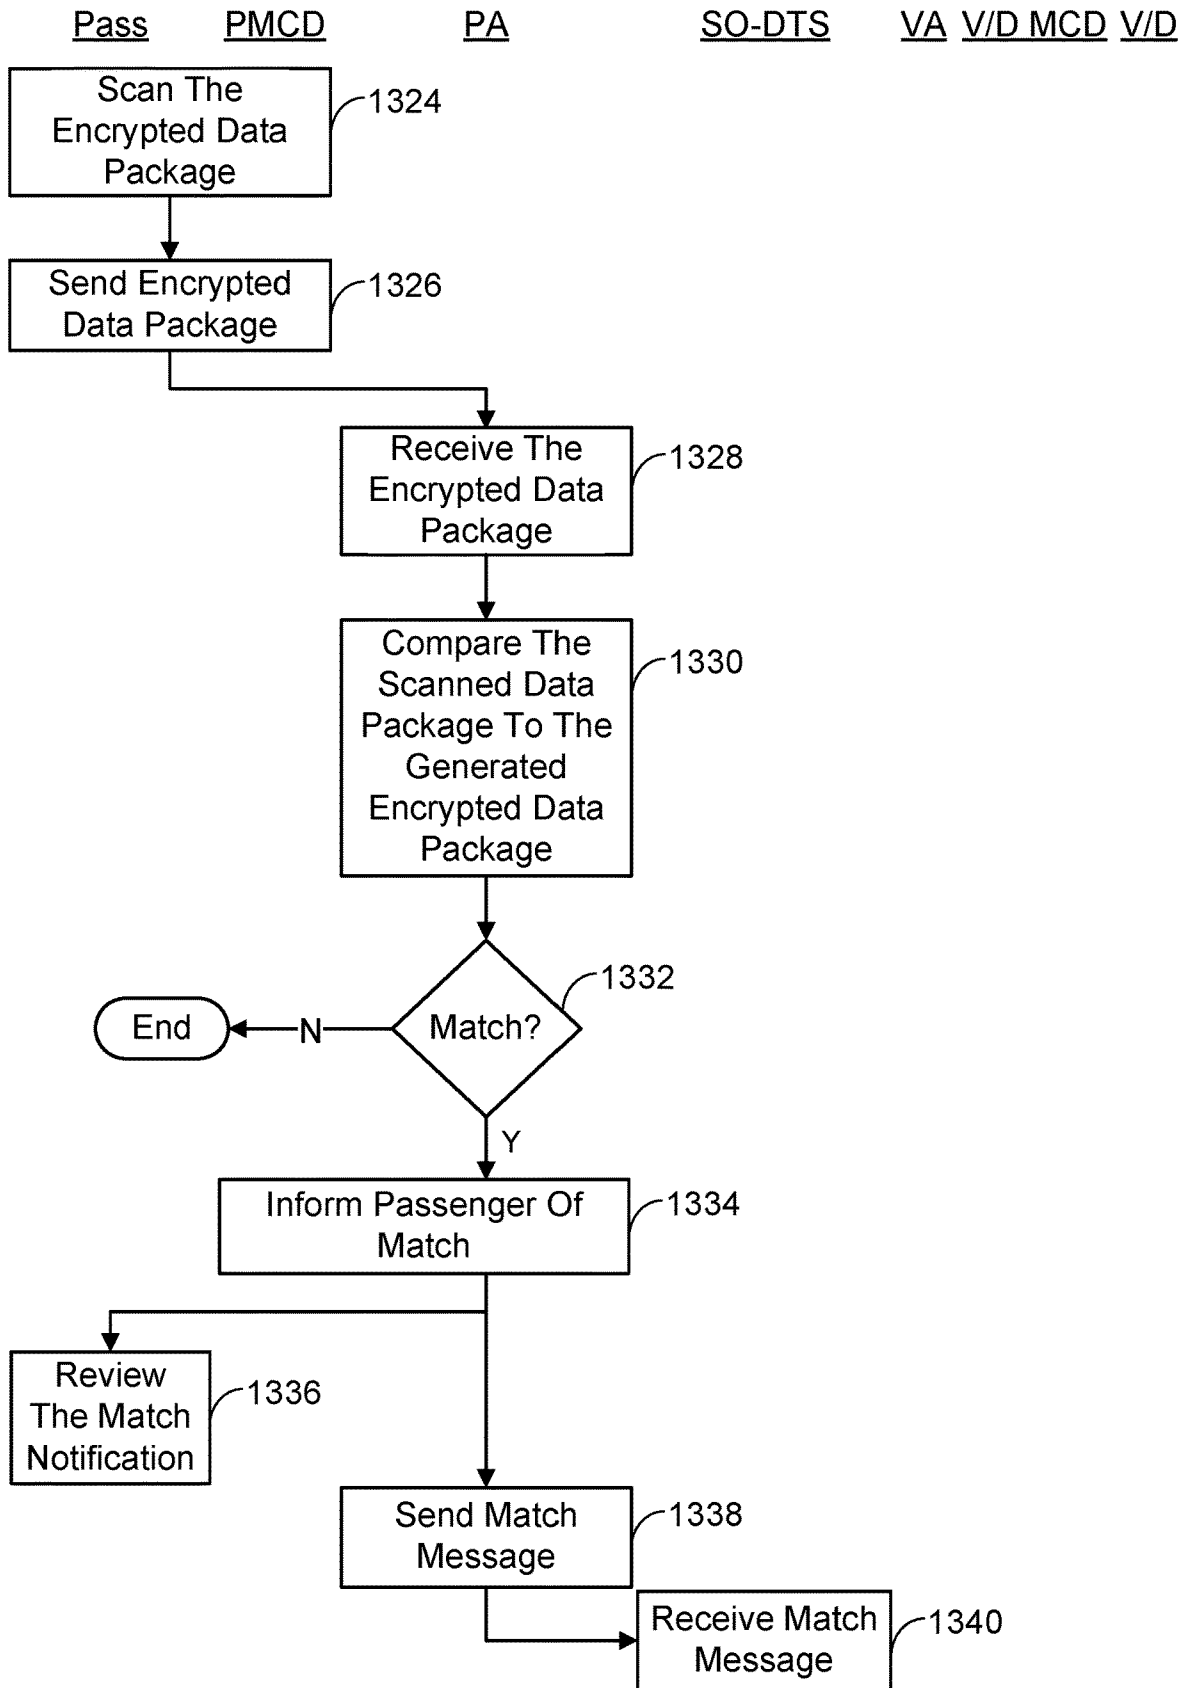 Pass PMCD PA SO-DTS VA V/D MCD V/D
Scan The
Encrypted Data
Package
1324
Send Encrypted
Data Package
1326
Receive The
Encrypted Data
Package
1328
Compare The
Scanned Data
Package To The
Generated
Encrypted Data
Package
1330
Match?
1332
N
End
Y
Inform Passenger Of
Match
1334
Review
The Match
Notification
1336
Send Match
Message
1338
Receive Match
Message
1340